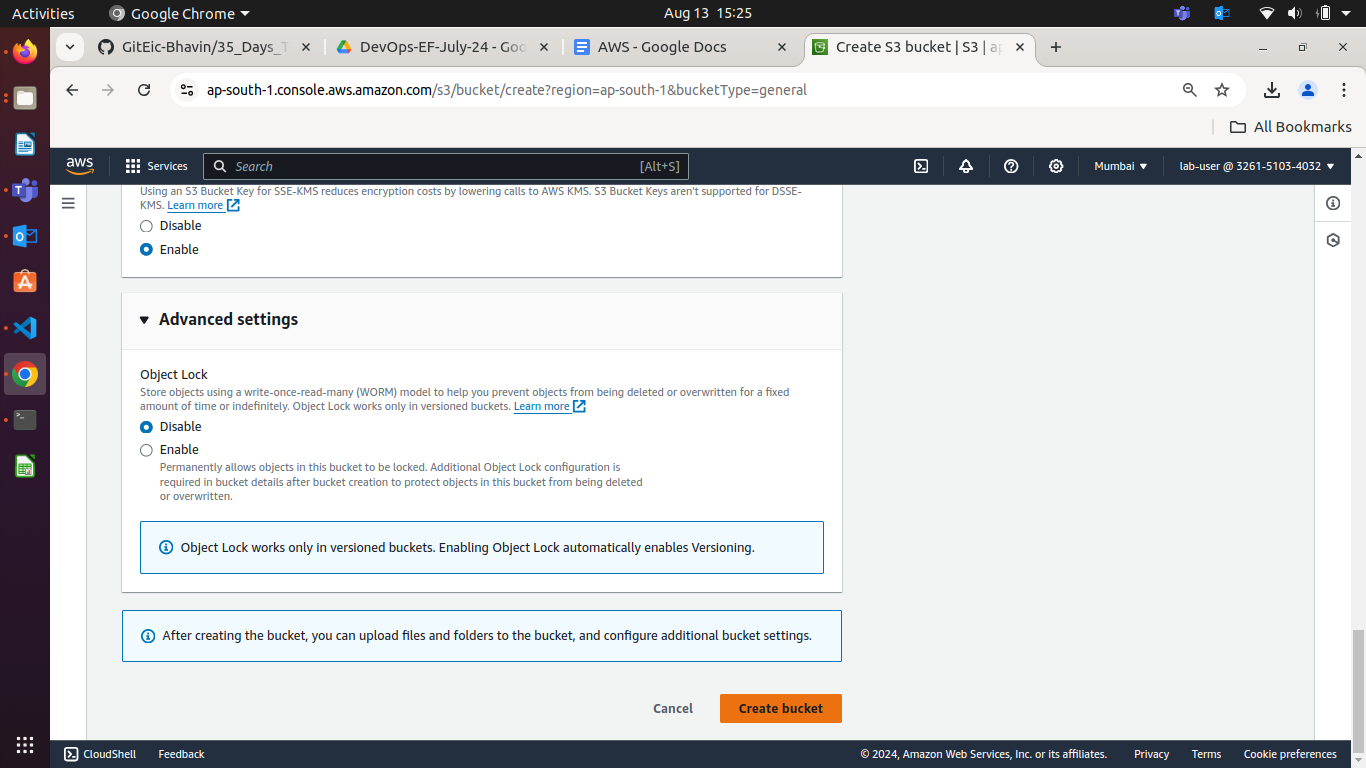 Activities
Google Chrome
Aug 13 15:25
GitEic-Bhavin/35_Days_T
DevOps-EF-July-24 - Goo
AWS - Google Docs
Create S3 bucket | S3 | ap
ap-south-1.console.aws.amazon.com/s3/bucket/create?region=ap-south-1&bucketType=general
All Bookmarks
aws
Services
Search
[Alt+S]
Mumbai
lab-user @ 3261-5103-4032
Using an S3 Bucket Key for SSE-KMS reduces encryption costs by lowering calls to AWS KMS. S3 Bucket Keys aren't supported for DSSE-
KMS. Learn more
Disable
Enable
Advanced settings
Object Lock
Store objects using a write-once-read-many (WORM) model to help you prevent objects from being deleted or overwritten for a fixed
amount of time or indefinitely. Object Lock works only in versioned buckets. Learn more
Disable
Enable
Permanently allows objects in this bucket to be locked. Additional Object Lock configuration is
required in bucket details after bucket creation to protect objects in this bucket from being deleted
or overwritten.
Object Lock works only in versioned buckets. Enabling Object Lock automatically enables Versioning.
After creating the bucket, you can upload files and folders to the bucket, and configure additional bucket settings.
Cancel
Create bucket
CloudShell
Feedback
© 2024, Amazon Web Services, Inc. or its affiliates.
Privacy
Terms
Cookie preferences